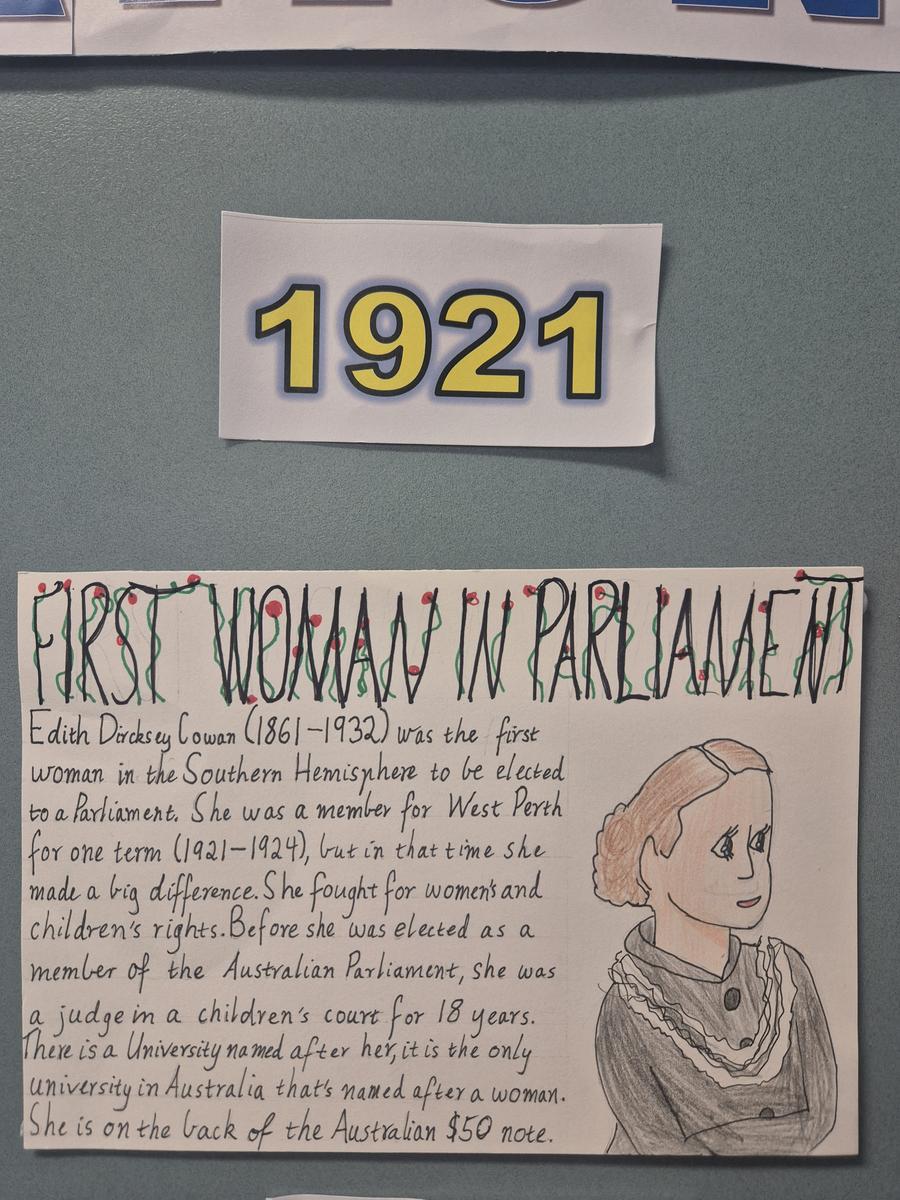 1921
FIRST WOMAN IN PARLIAMENT
Edith Dircksey Cowan (1861-1932) was the first
woman in the Southern Hemisphere to be elected
to a Parliament. She was a member for West Perth
for one term (1921-1924), but in that time she
made a big difference. She fought for women's and
children's rights. Before she was elected as a
member of the Australian Parliament, she was
a judge in a children's court for 18 years.
There is a University named after her, it is the only
university in Australia that's named after a woman.
She is on the back of the Australian $50 note.